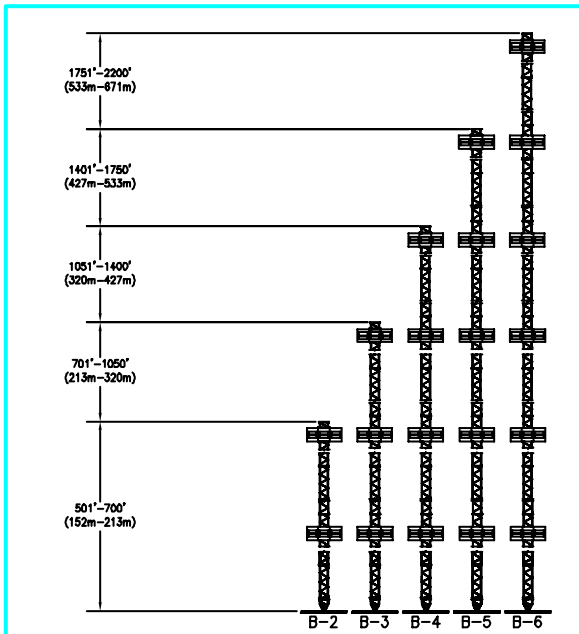 1751'-2200'
(533m-671m)
1401'-1750'
(427m-533m)
1051'-1400'
(320m-427m)
701'-1050'
(213m-320m)
501'-700'
(152m-213m)
B-2 B-3 B-4 B-5 B-6